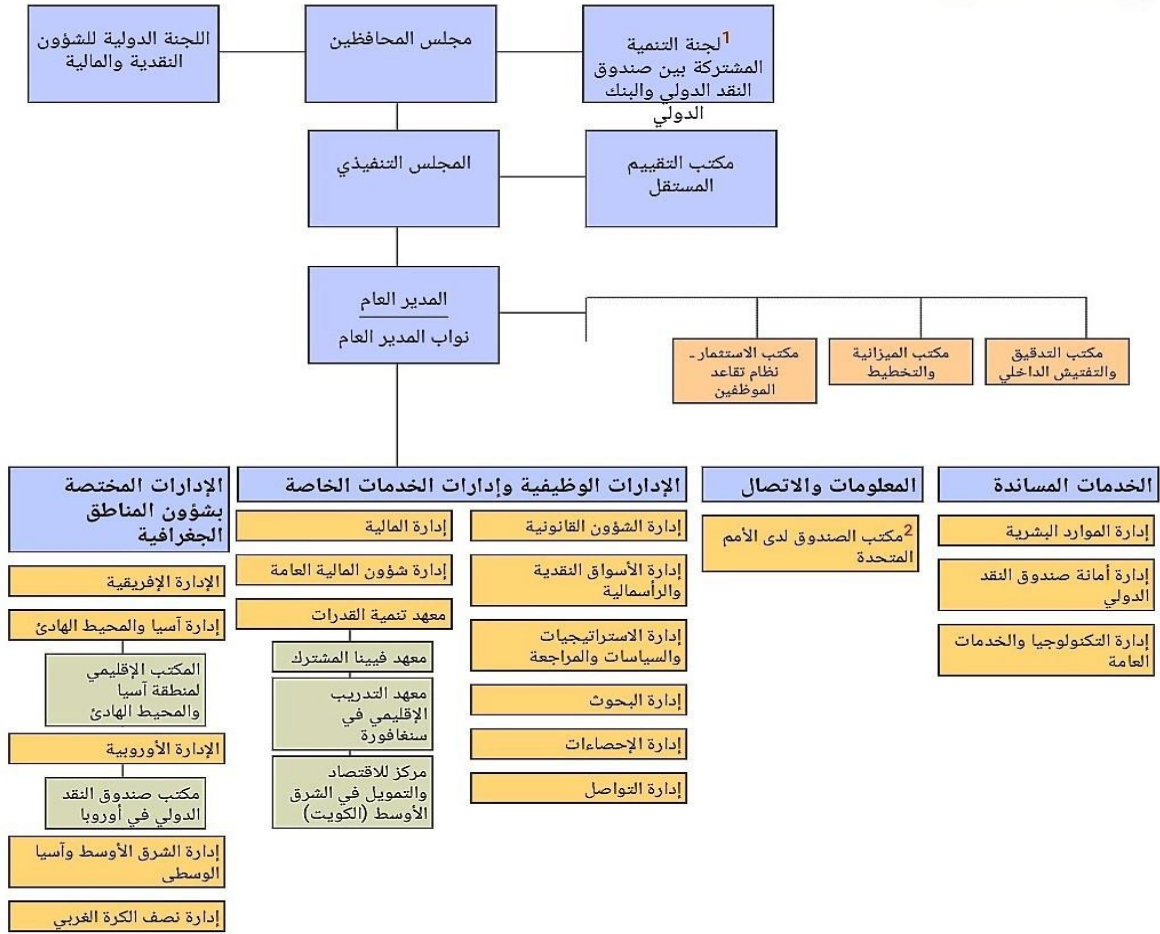 لجنة التنمية1
المشتركة بين صندوق
النقد الدولي والبنك
الدولي
مجلس المحافظين
اللجنة الدولية للشؤون
النقدية والمالية
مكتب التقييم
المستقل
المجلس التنفيذي
المدير العام
نواب المدير العام
مكتب التدقيق
والتفتيش الداخلي
مكتب الميزانية
والتخطيط
مكتب الاستثمار ـ
نظام تقاعد
الموظفين
الخدمات المساندة
إدارة الموارد البشرية
إدارة أمانة صندوق النقد
الدولي
إدارة التكنولوجيا والخدمات
العامة
المعلومات والاتصال
مكتب الصندوق لدى الأمم2
المتحدة
الإدارات الوظيفية وإدارات الخدمات الخاصة
إدارة الشؤون القانونية
إدارة الأسواق النقدية
والرأسمالية
إدارة الاستراتيجيات
والسياسات والمراجعة
إدارة البحوث
إدارة الإحصاءات
إدارة التواصل
إدارة المالية
إدارة شؤون المالية العامة
معهد تنمية القدرات
معهد فيينا المشترك
معهد التدريب
الإقليمي في
سنغافورة
مركز للاقتصاد
والتمويل في الشرق
الأوسط (الكويت)
الإدارات المختصة
بشؤون المناطق
الجغرافية
الإدارة الإفريقية
إدارة آسيا والمحيط الهادئ
المكتب الإقليمي
لمنطقة آسيا
والمحيط الهادئ
الإدارة الأوروبية
مكتب صندوق النقد
الدولي في أوروبا
إدارة الشرق الأوسط وآسيا
الوسطى
إدارة نصف الكرة الغربي